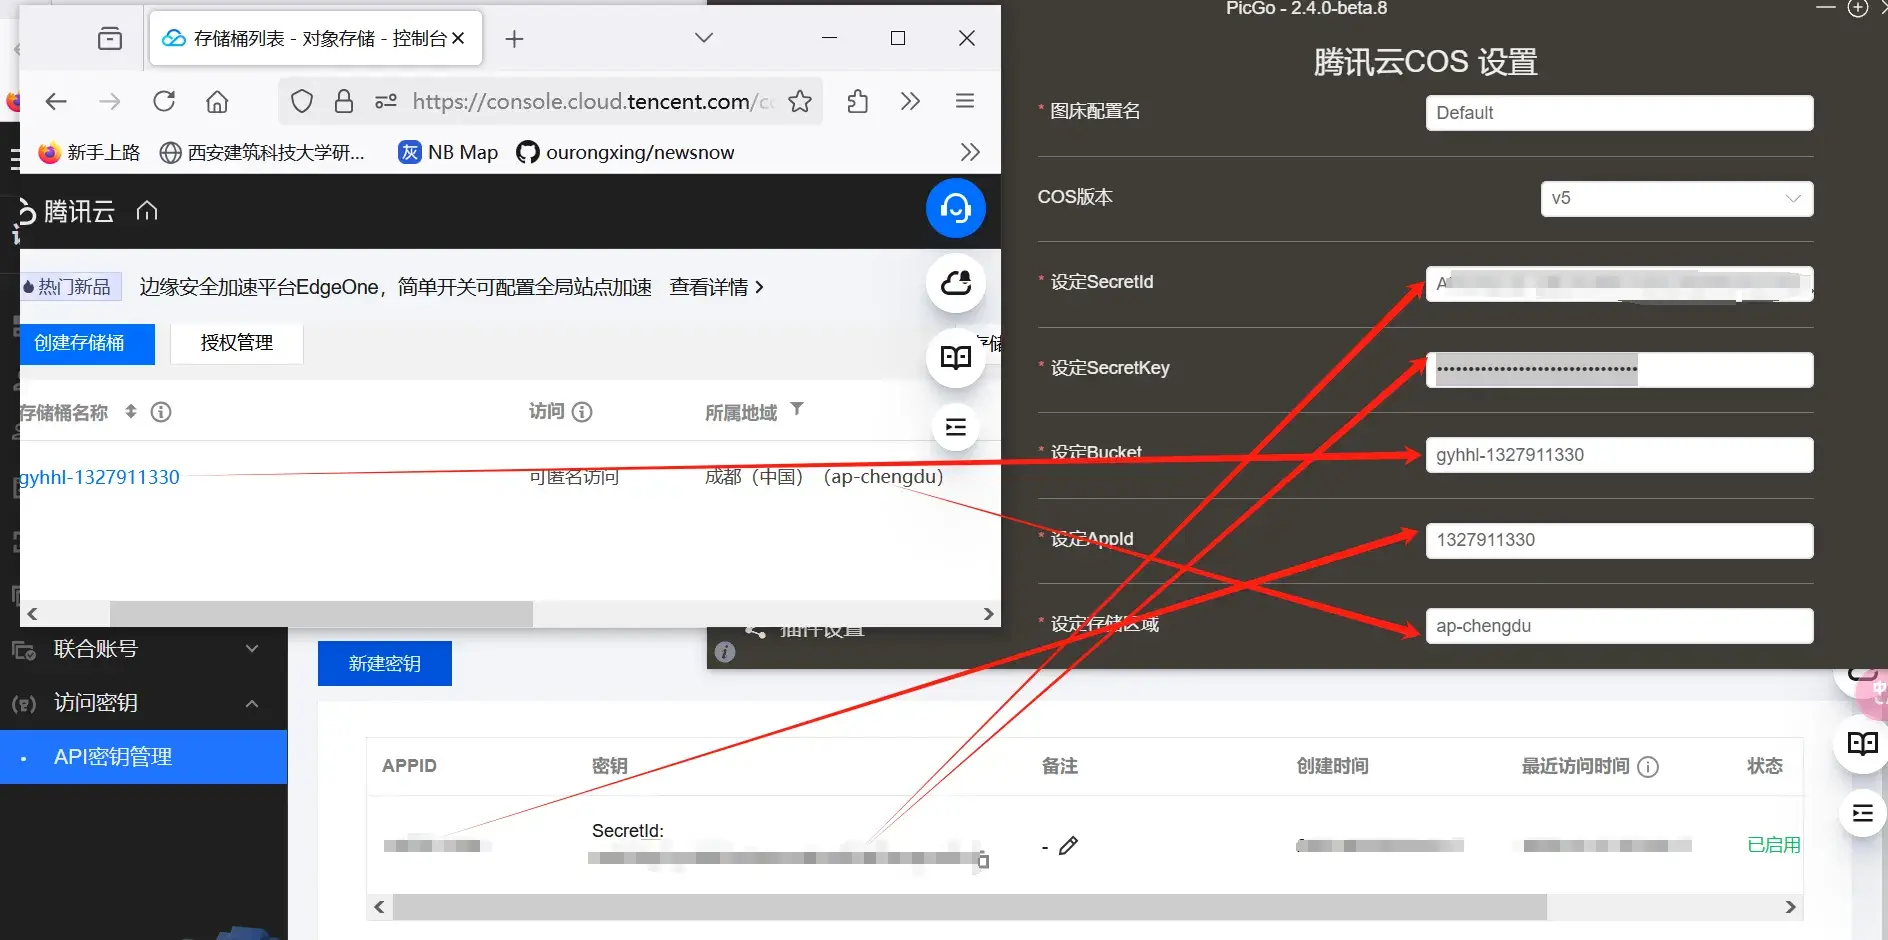 存储桶列表 - 对象存储 - 控制台
https://console.cloud.tencent.com/c
新手上路
西安建筑科技大学研...
灰 NB Map
ourongxing/newsnow
腾讯云
热门新品
边缘安全加速平台EdgeOne，简单开关可配置全局站点加速
查看详情
创建存储桶
授权管理
存储桶名称
访问
所属地域
gyhhl-1327911330
可匿名访问
成都（中国）（ap-chengdu）
PicGo - 2.4.0-beta.8
腾讯云COS 设置
* 图床配置名
Default
COS版本
v5
* 设定SecretId
A
* 设定SecretKey
* 设定Bucket
gyhhl-1327911330
* 设定AppId
1327911330
* 设定存储区域
ap-chengdu
插件设置
联合账号
访问密钥
API密钥管理
新建密钥
APPID
密钥
备注
创建时间
最近访问时间
状态
SecretId:
-
已启用
中